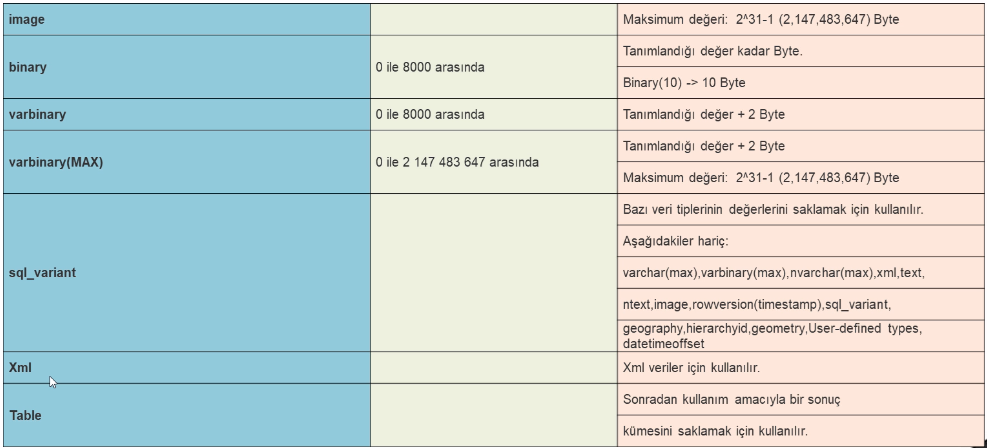 image
Maksimum değeri: 2^31-1 (2,147,483,647) Byte
binary
0 ile 8000 arasında
Tanımlandığı değer kadar Byte.
Binary(10) -> 10 Byte
varbinary
0 ile 8000 arasında
Tanımlandığı değer + 2 Byte
varbinary(MAX)
0 ile 2 147 483 647 arasında
Tanımlandığı değer + 2 Byte
Maksimum değeri: 2^31-1 (2,147,483,647) Byte
sql_variant
Bazı veri tiplerinin değerlerini saklamak için kullanılır.
Aşağıdakiler hariç:
varchar(max),varbinary(max),nvarchar(max),xml,text,
ntext,image,rowversion(timestamp),sql_variant,
geography,hierarchyid,geometry,User-defined types,
datetimeoffset
Xml
Xml veriler için kullanılır.
Table
Sonradan kullanım amacıyla bir sonuç
kümesini saklamak için kullanılır.